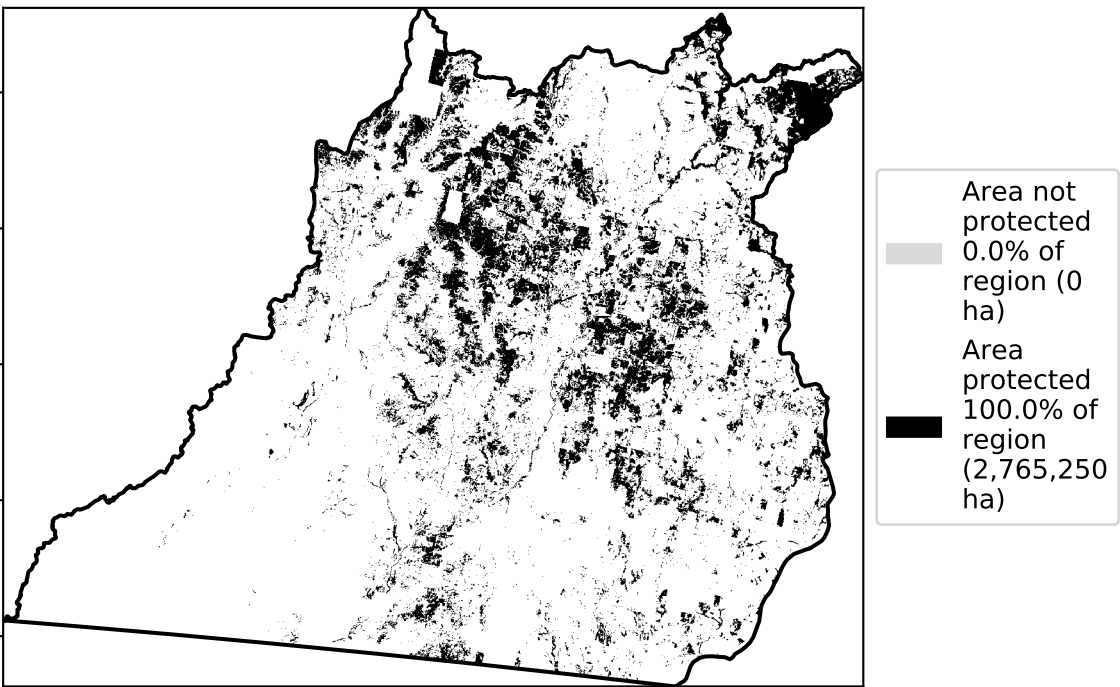 Area not
protected
0.0% of
region (0
ha)
Area
protected
100.0% of
region
(2,765,250
ha)